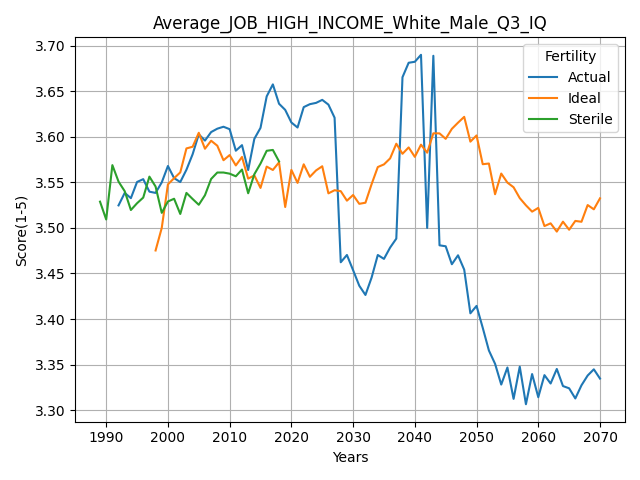 Average_JOB_HIGH_INCOME_White_Male_Q3_IQ
Fertility
Actual
Ideal
Sterile
Score(1-5)
3.70
3.65
3.60
3.55
3.50
3.45
3.40
3.35
3.30
1990 2000 2010 2020 2030 2040 2050 2060 2070
Years